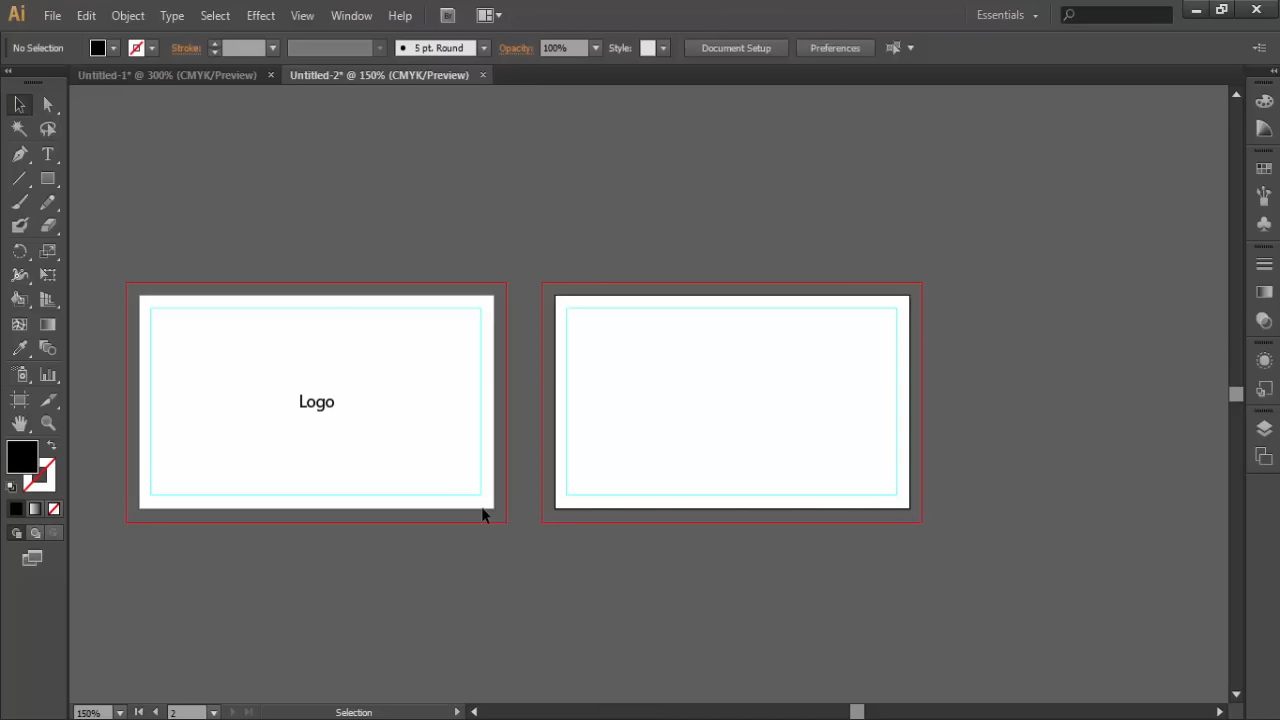 Ai File Edit Object Type Select Effect View Window Help Br Essentials
No Selection Stroke: 5 pt. Round Opacity: 100% Style: Document Setup Preferences
Untitled-1* @ 300% (CMYK/Preview) × Untitled-2* @ 150% (CMYK/Preview) ×
T
Logo
150% 2 Selection